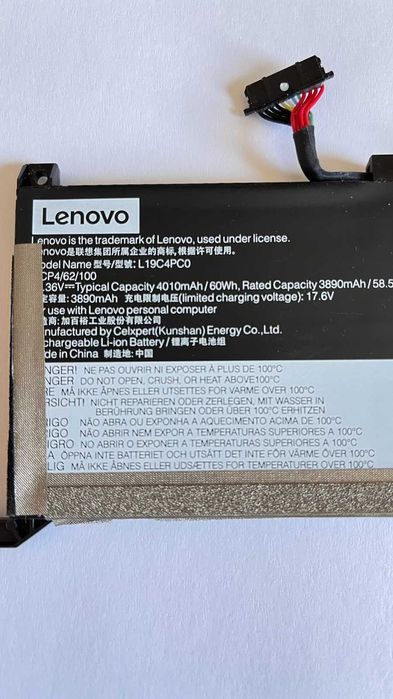 Lenovo
Lenovo is the trademark of Lenovo, used under license.
Lenovo是联想集团所属企业的商标,根据许可使用。
Model Name 型号/型號: L19C4PC0
CP4/62/100
.36V⎓Typical Capacity 4010mAh/60Wh, Rated Capacity 3890mAh/58.5
定容量: 3890mAh 充电限制电压(limited charging voltage): 17.6V
use with Lenovo personal computer
造商: 加百裕工业股份有限公司
nufactured by Celxpert(Kunshan) Energy Co.,Ltd.
chargeable Li-ion Battery / 锂离子电池组
de in China 制造地: 中国
NGER! NE PAS OUVRIR NI EXPOSER À PLUS DE 100°C
NGER! DO NOT OPEN, CRUSH, OR HEAT ABOVE100°C
RE MÅ IKKE ÅPNES ELLER UTSETTES FOR VARME OVER 100°C
RSICHT! NICHT ÖFFNEN ODER ZERLEGEN, MIT WASSER IN
BERÜHRUNG BRINGEN ODER ÜBER 100°C ERHITZEN
RIGO NÃO ABRA OU EXPONHA A AQUECIMENTO ACIMA DE 100°C
IGO NO ABRIR NEM EXPOR A TEMPERATURAS SUPERIORES A 100°C
IGRO NO ABRIR O EXPONER A TEMPERATURAS SUPERIORES A 100°C
A ÖPPNA INTE BATTERIET OCH UTSÄTT DET INTE FÖR VÄRME ÖVER 100°C
LIG MÅ IKKE ÅBNES ELLER UDSÆTTES FOR TEMPERATURER OVER 100°C